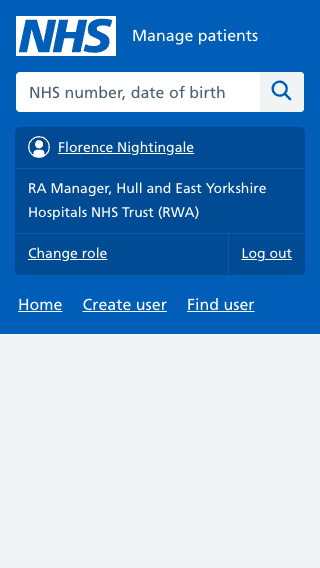 NHS
Manage patients
NHS number, date of birth
Florence Nightingale
RA Manager, Hull and East Yorkshire
Hospitals NHS Trust (RWA)
Change role
Log out
Home Create user Find user